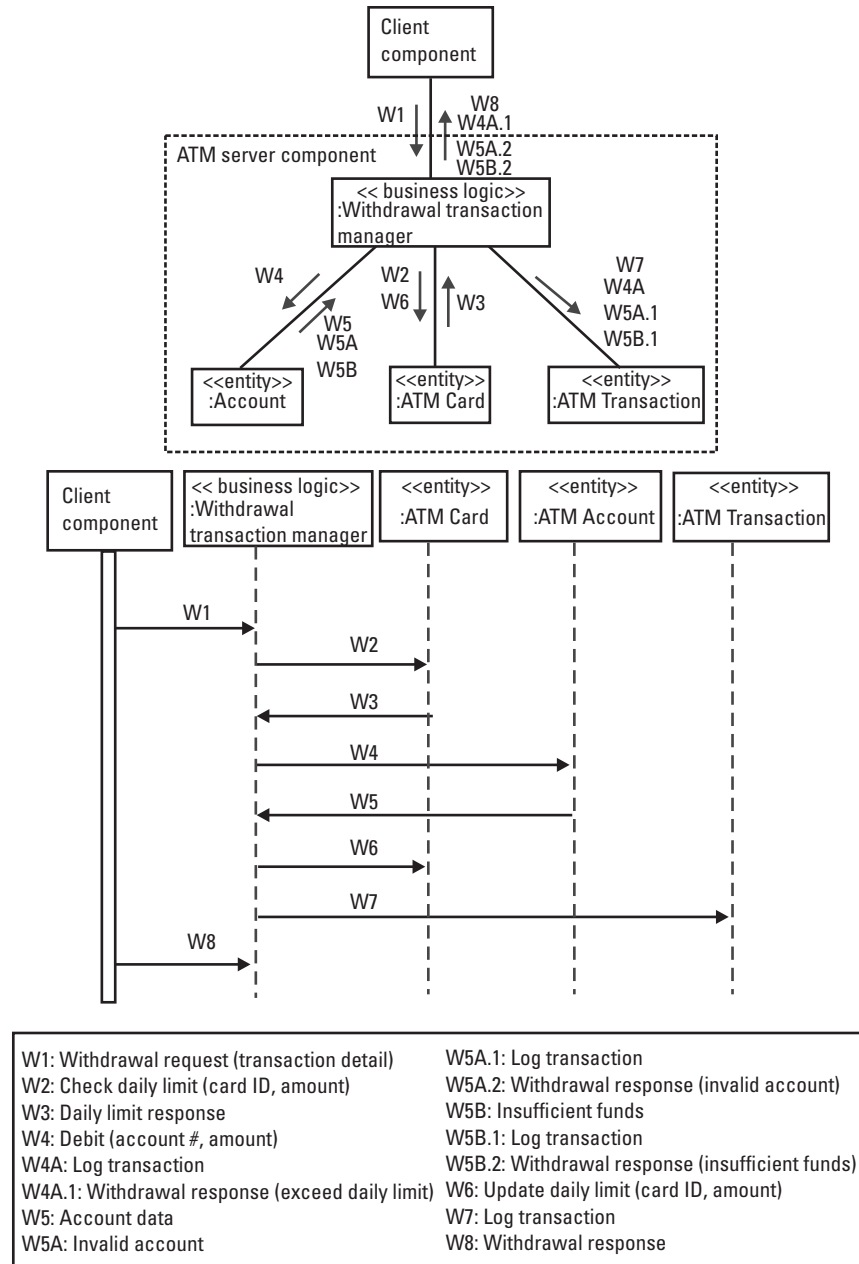 Client
component
W1
W8
W4A.1
W5A.2
W5B.2
ATM server component
<< business logic>>
:Withdrawal transaction
manager
W4
W5
W5A
W5B
W2
W6
W3
W7
W4A
W5A.1
W5B.1
<<entity>>
:Account
<<entity>>
:ATM Card
<<entity>>
:ATM Transaction
Client
component
<< business logic>>
:Withdrawal
transaction manager
<<entity>>
:ATM Card
<<entity>>
:ATM Account
<<entity>>
:ATM Transaction
W1
W2
W3
W4
W5
W6
W7
W8
W1: Withdrawal request (transaction detail)
W2: Check daily limit (card ID, amount)
W3: Daily limit response
W4: Debit (account #, amount)
W4A: Log transaction
W4A.1: Withdrawal response (exceed daily limit)
W5: Account data
W5A: Invalid account
W5A.1: Log transaction
W5A.2: Withdrawal response (invalid account)
W5B: Insufficient funds
W5B.1: Log transaction
W5B.2: Withdrawal response (insufficient funds)
W6: Update daily limit (card ID, amount)
W7: Log transaction
W8: Withdrawal response